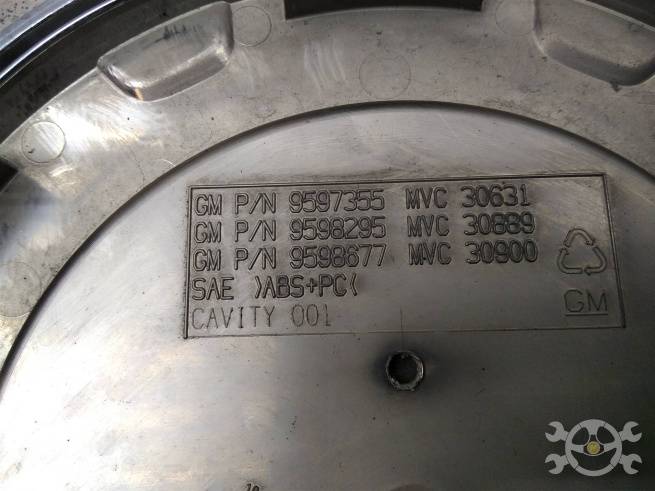 GM P/N 9597355 MVC 30631
GM P/N 9598295 MVC 30889
GM P/N 9598677 MVC 30900
SAE >ABS+PC<
CAVITY 001
GM